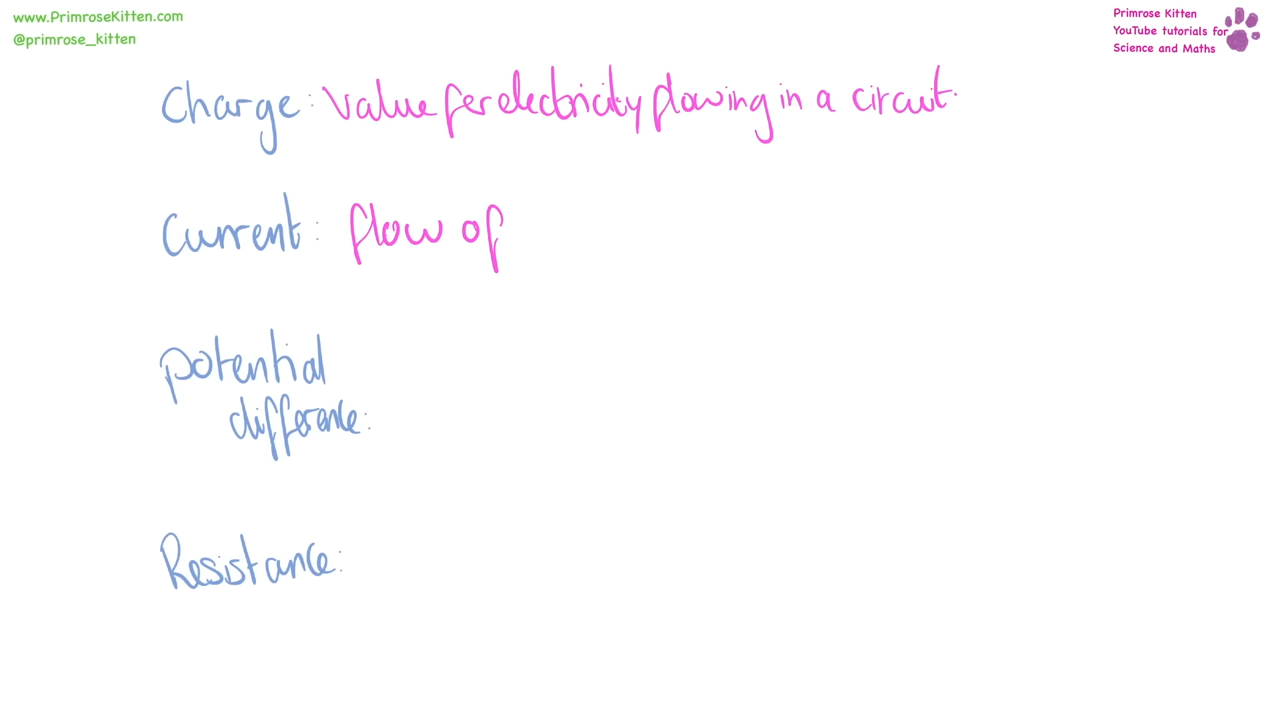 www.PrimroseKitten.com
@primrose_kitten
Primrose Kitten
YouTube tutorials for
Science and Maths
Charge: Value for electricity flowing in a circuit.
Current: flow of
potential
difference:
Resistance: